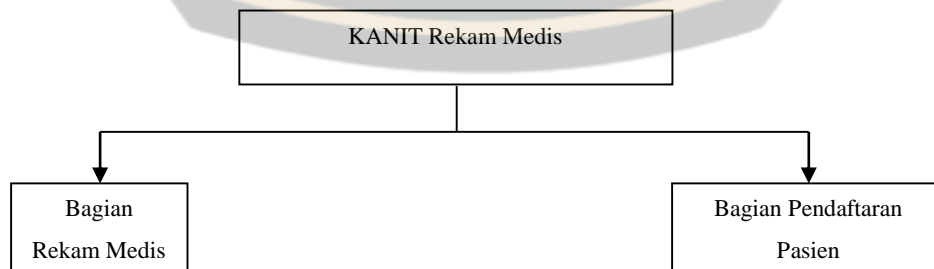 KANIT Rekam Medis
Bagian
Rekam Medis
Bagian Pendaftaran
Pasien